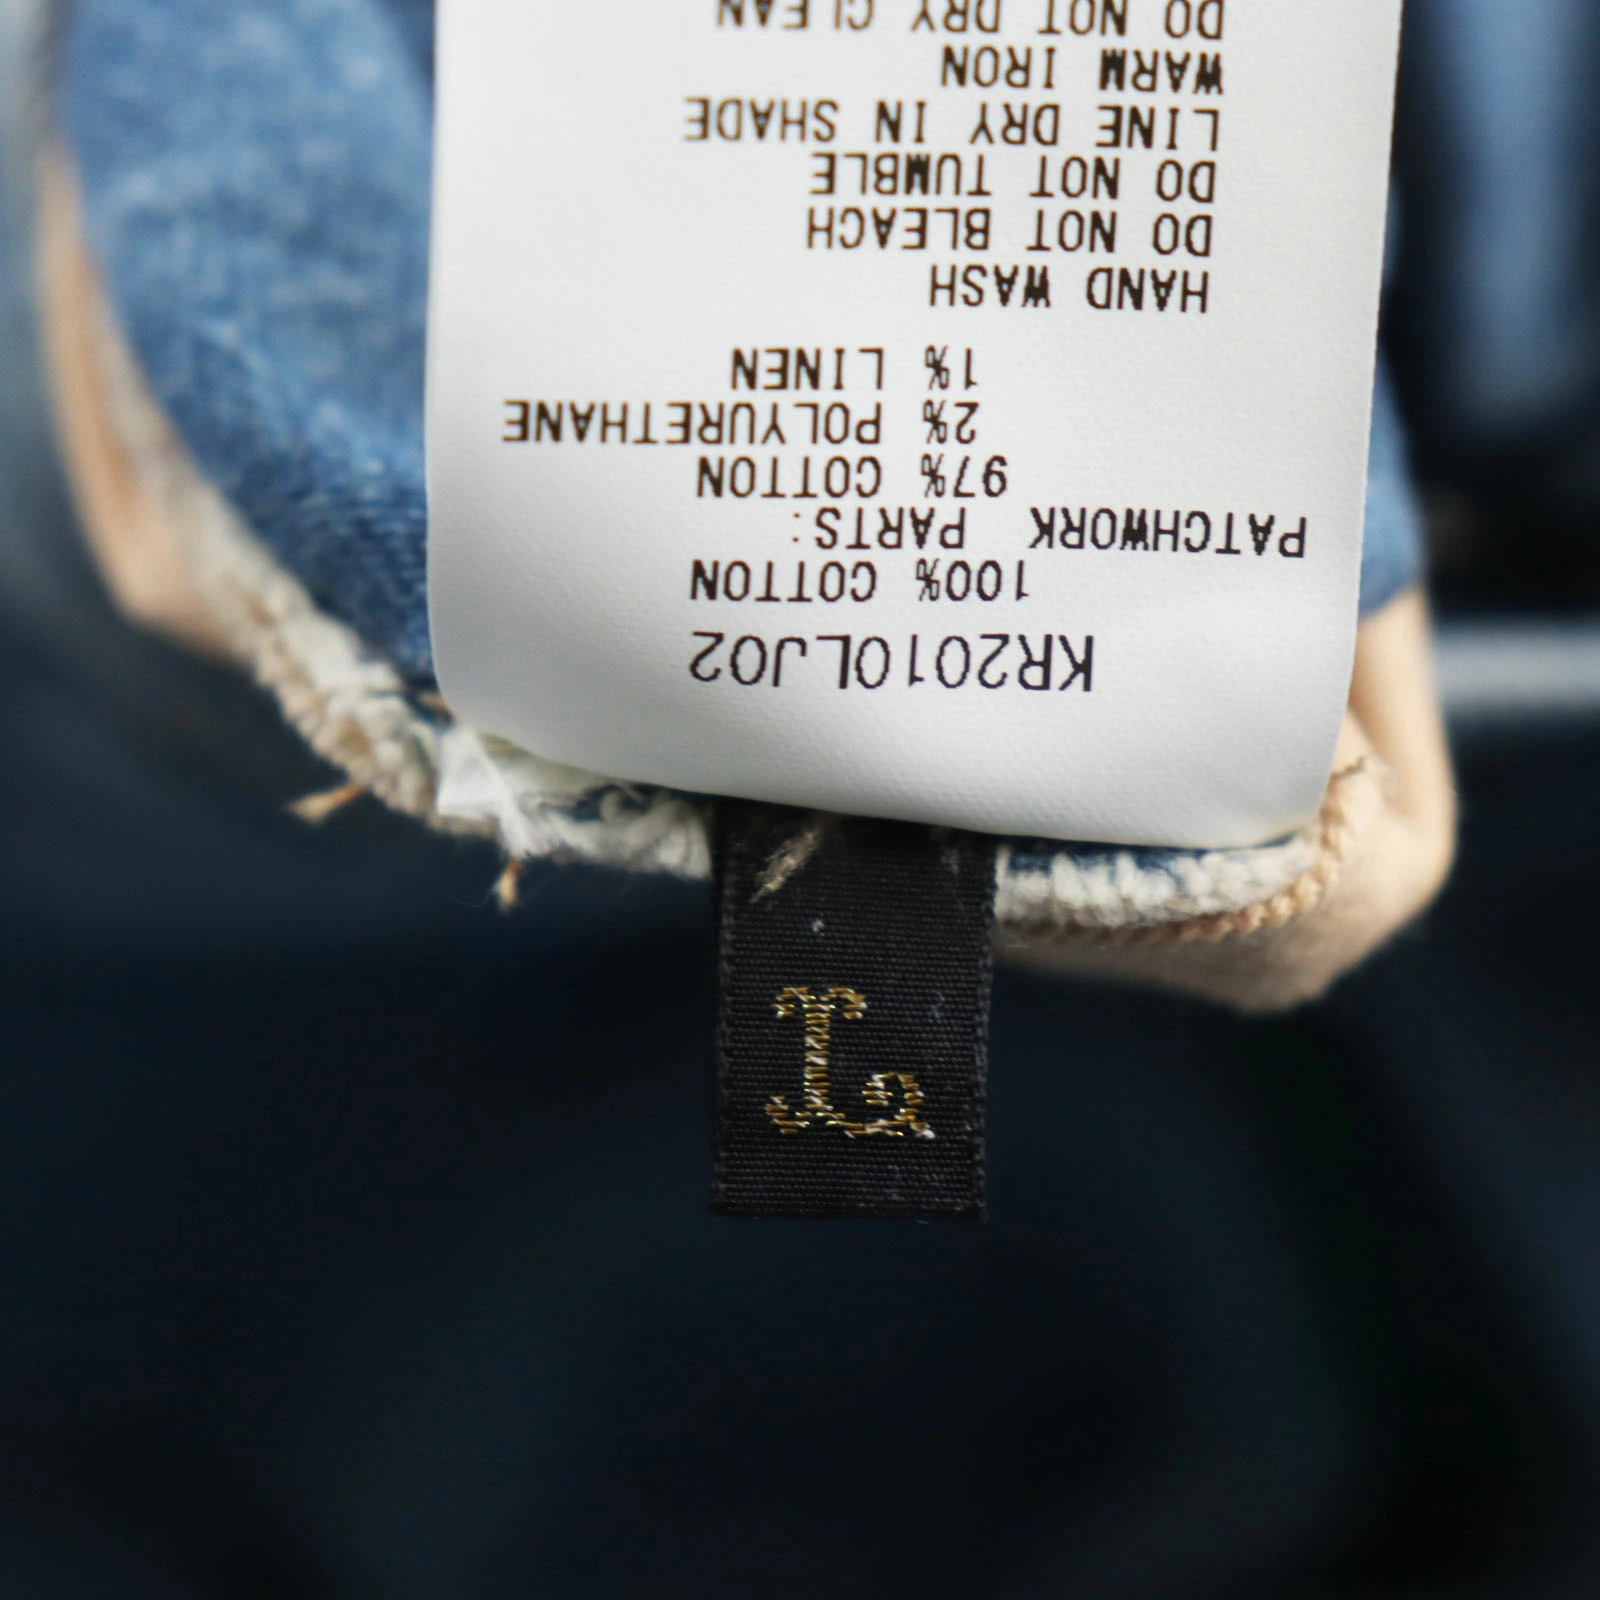 KR2010LJ02
100% COTTON
PATCHWORK PARTS:
97% COTTON
2% POLYURETHANE
1% LINEN
HAND WASH
DO NOT BLEACH
DO NOT TUMBLE
LINE DRY IN SHADE
WARM IRON
DO NOT DRY CLEAN
L